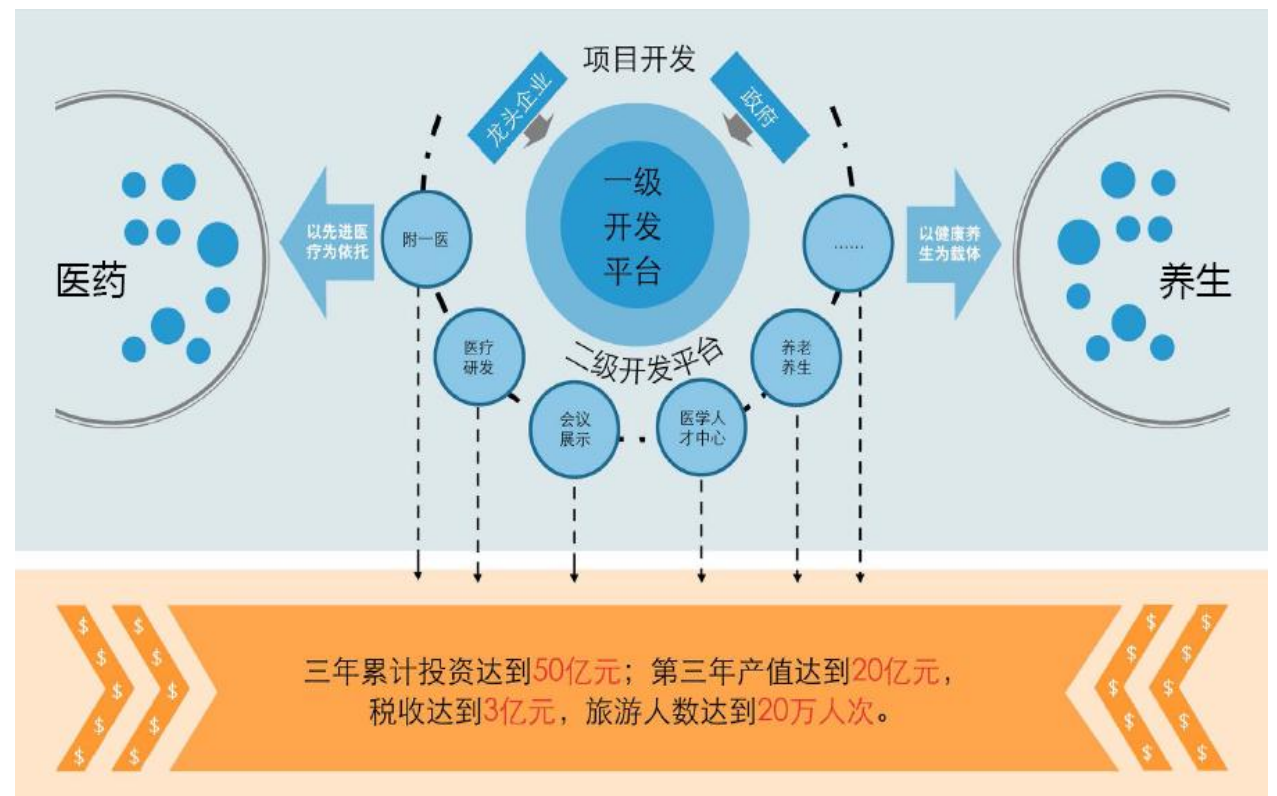 项目开发
龙头企业
政府
一级
开发
平台
二级开发平台
附一医
医疗
研发
会议
展示
医学人
才中心
养老
养生
......
以先进医
疗为依托
医药
以健康养
生为载体
养生
三年累计投资达到50亿元；第三年产值达到20亿元，
税收达到3亿元，旅游人数达到20万人次。
$ $ $ $ $
$ $ $ $ $
$ $ $ $ $
$ $ $ $ $